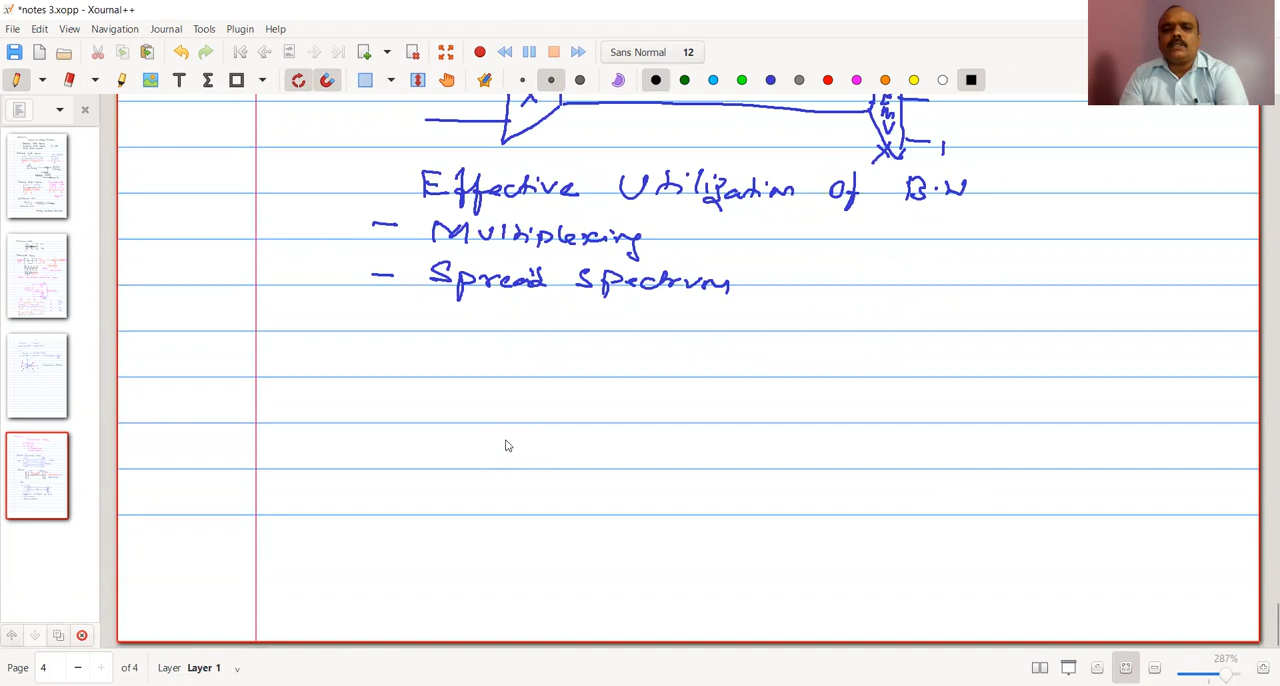 *notes 3.xopp - Xournal++
File Edit View Navigation Journal Tools Plugin Help
Sans Normal 12
Effective Utilization of B.W
- Multiplexing
- Spread Spectrum
Page 4 of 4 Layer Layer 1
287%